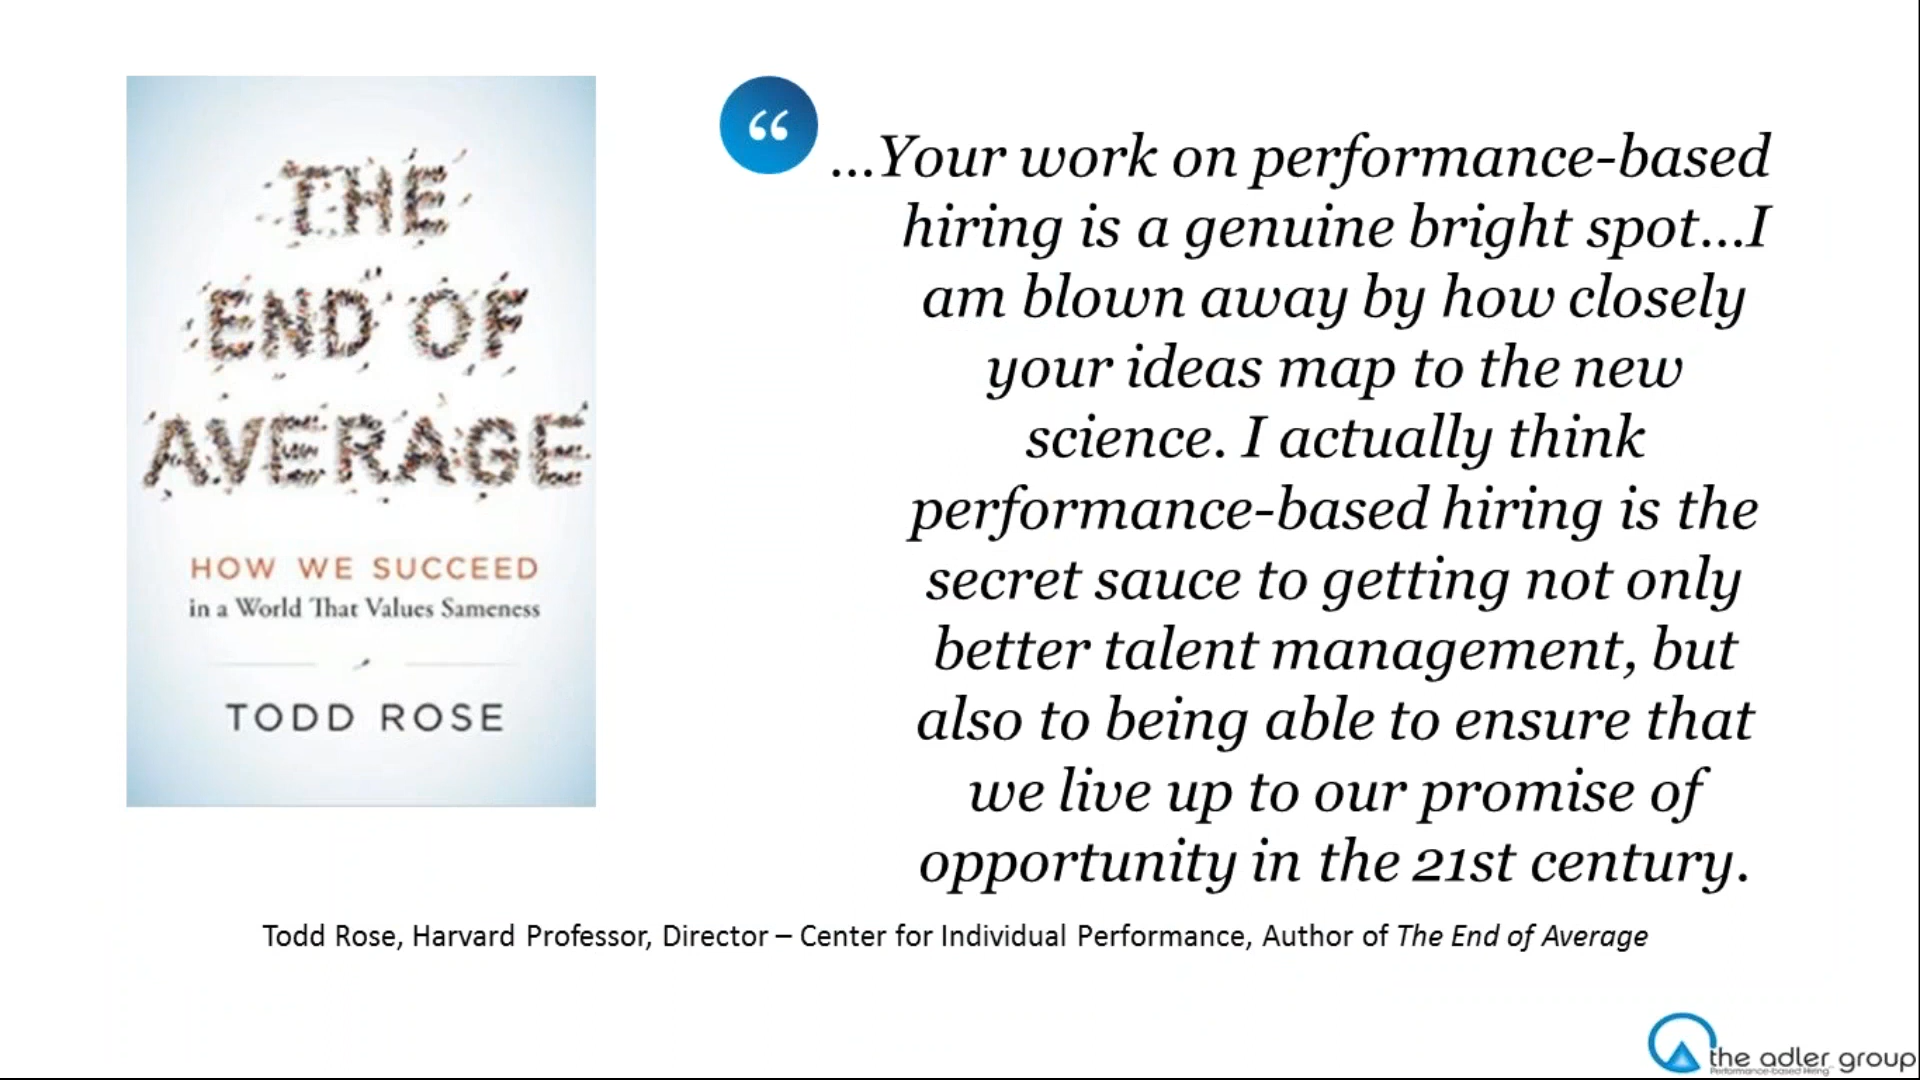 THE
END OF
AVERAGE
HOW WE SUCCEED
in a World That Values Sameness
TODD ROSE
“
...Your work on performance-based
hiring is a genuine bright spot...I
am blown away by how closely
your ideas map to the new
science. I actually think
performance-based hiring is the
secret sauce to getting not only
better talent management, but
also to being able to ensure that
we live up to our promise of
opportunity in the 21st century.
Todd Rose, Harvard Professor, Director – Center for Individual Performance, Author of The End of Average
the adler group
Performance-based Hiring